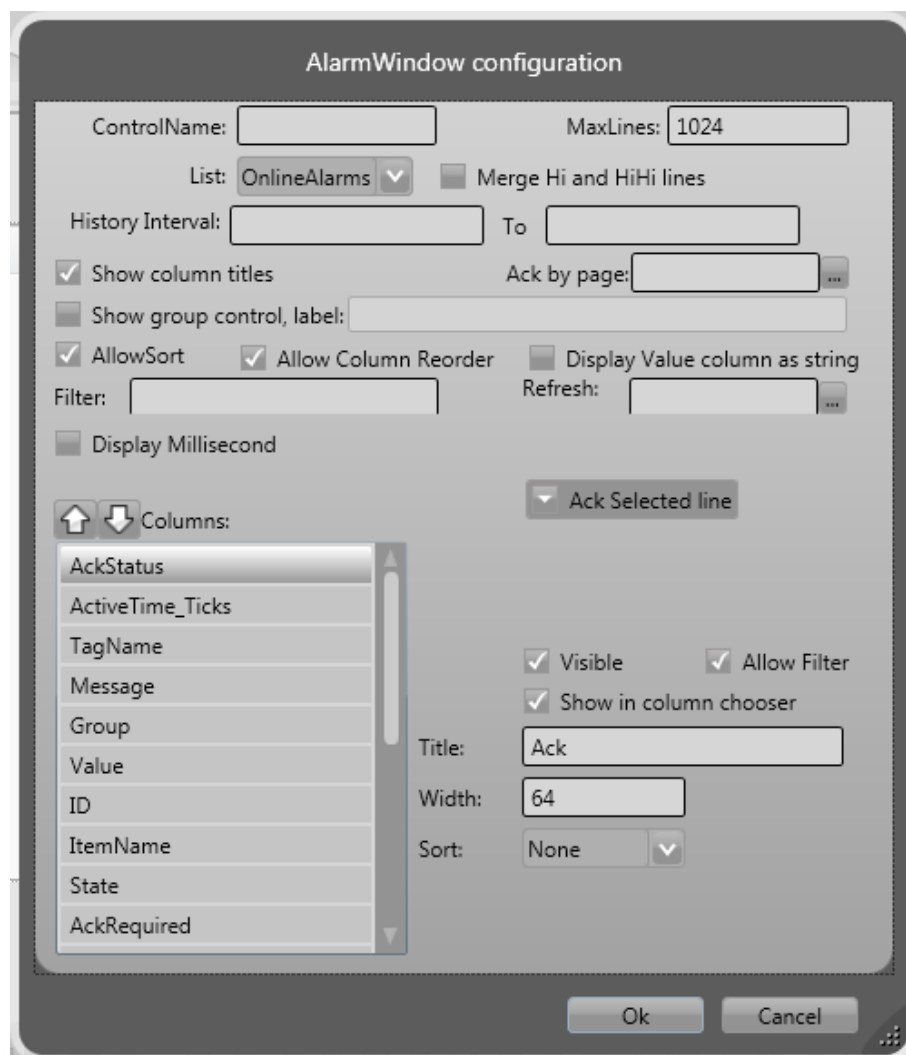 AlarmWindow configuration
ControlName: MaxLines: 1024
List: OnlineAlarms Merge Hi and HiHi lines
History Interval: To
Show column titles Ack by page: ...
Show group control, label:
AllowSort Allow Column Reorder Display Value column as string
Filter: Refresh: ...
Display Millisecond
Ack Selected line
Columns:
AckStatus
ActiveTime_Ticks
TagName
Message
Group
Value
ID
ItemName
State
AckRequired
Visible Allow Filter
Show in column chooser
Title: Ack
Width: 64
Sort: None
Ok Cancel